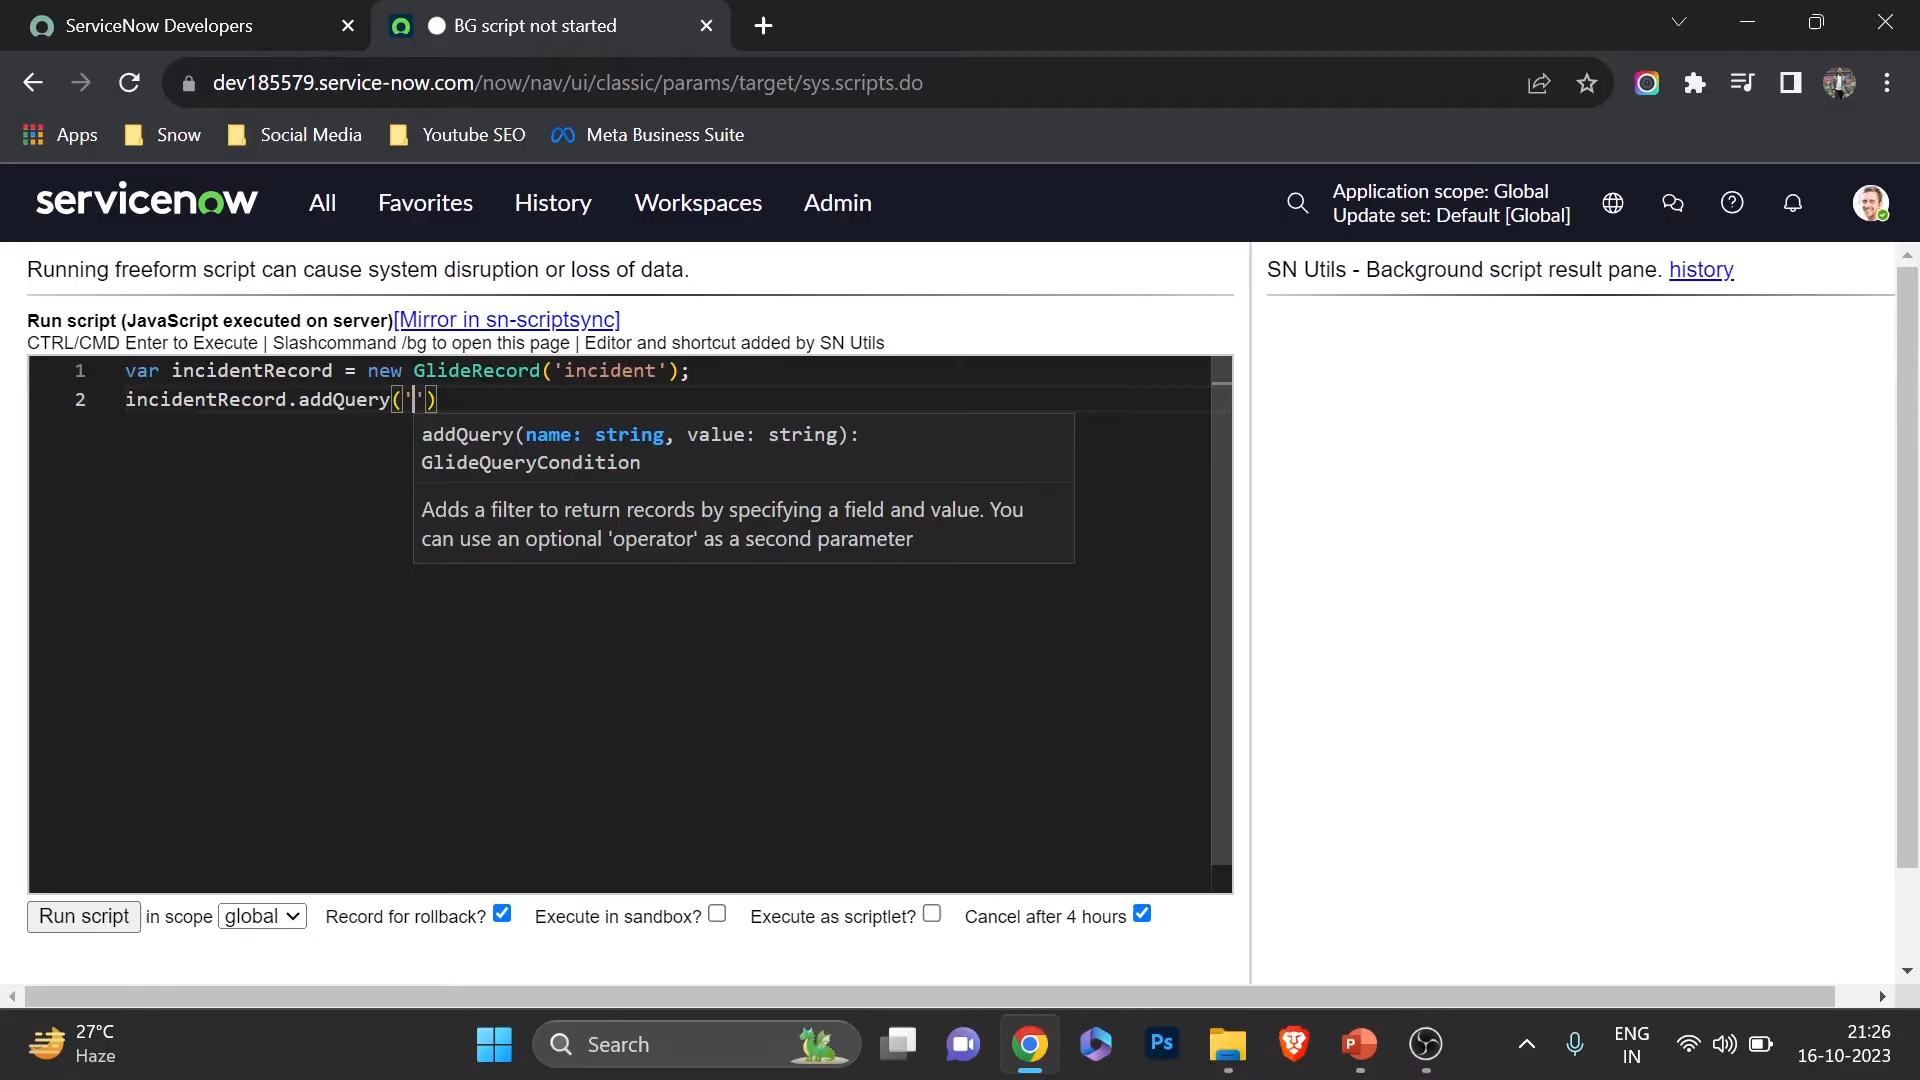 ServiceNow Developers
BG script not started
dev185579.service-now.com/now/nav/ui/classic/params/target/sys.scripts.do
Apps
Snow
Social Media
Youtube SEO
Meta Business Suite
servicenow
All
Favorites
History
Workspaces
Admin
Application scope: Global
Update set: Default [Global]
Running freeform script can cause system disruption or loss of data.
SN Utils - Background script result pane. history
Run script (JavaScript executed on server)[Mirror in sn-scriptsync]
CTRL/CMD Enter to Execute | Slashcommand /bg to open this page | Editor and shortcut added by SN Utils
1 var incidentRecord = new GlideRecord('incident');
2 incidentRecord.addQuery('')
addQuery(name: string, value: string):
GlideQueryCondition
Adds a filter to return records by specifying a field and value. You
can use an optional 'operator' as a second parameter
Run script in scope global Record for rollback? Execute in sandbox? Execute as scriptlet? Cancel after 4 hours
27°C
Haze
Search
Ps
P
ENG
IN
21:26
16-10-2023